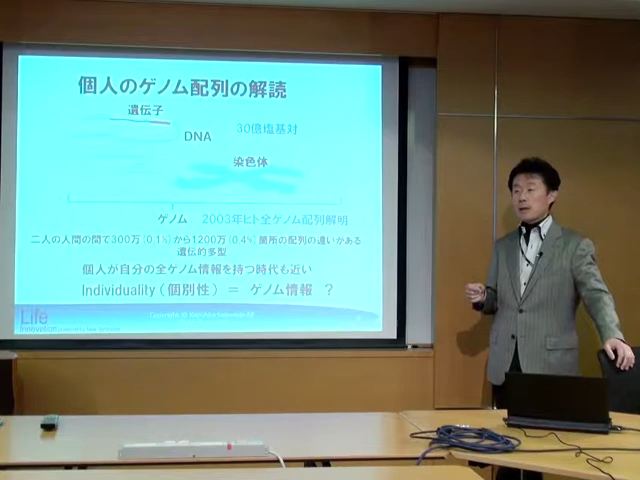 個人のゲノム配列の解読
遺伝子
DNA
30億塩基対
染色体
ゲノム
2003年ヒト全ゲノム配列解明
二人の人間の間で300万(0.1%)から1200万(0.4%)箇所の配列の違いがある
遺伝的多型
個人が自分の全ゲノム情報を持つ時代も近い
Individuality(個別性) = ゲノム情報 ?
Life
Innovation